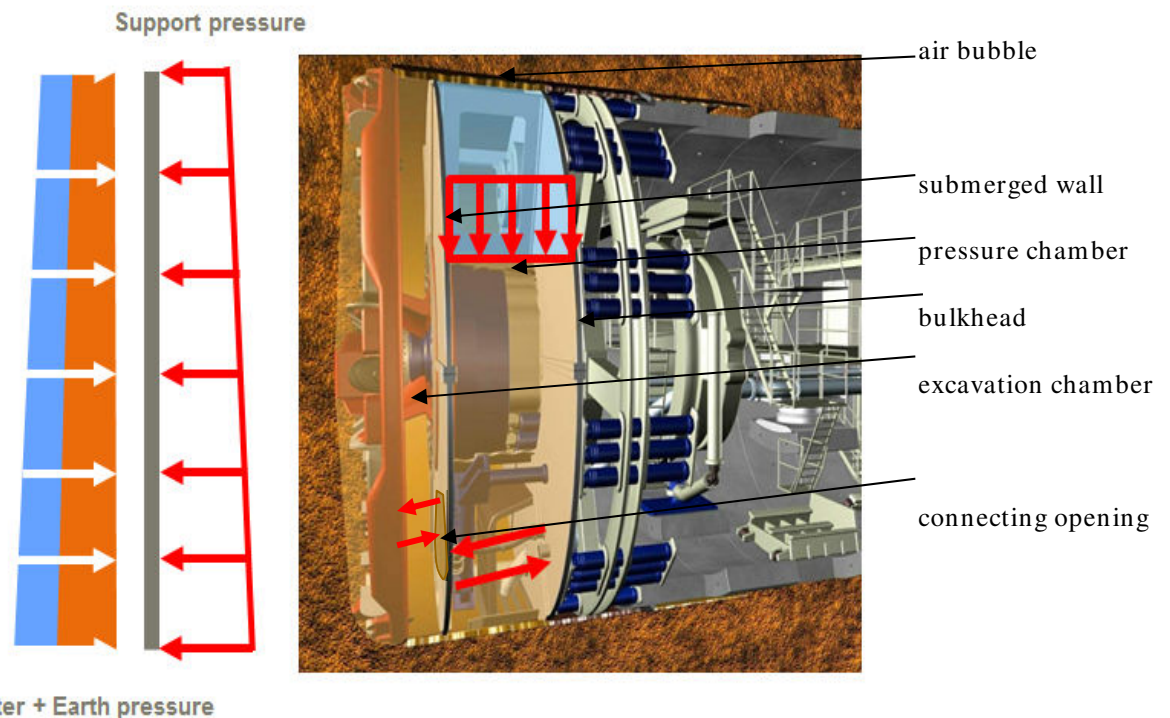 Support pressure
air bubble
submerged wall
pressure chamber
bulkhead
excavation chamber
connecting opening
+ Earth pressure